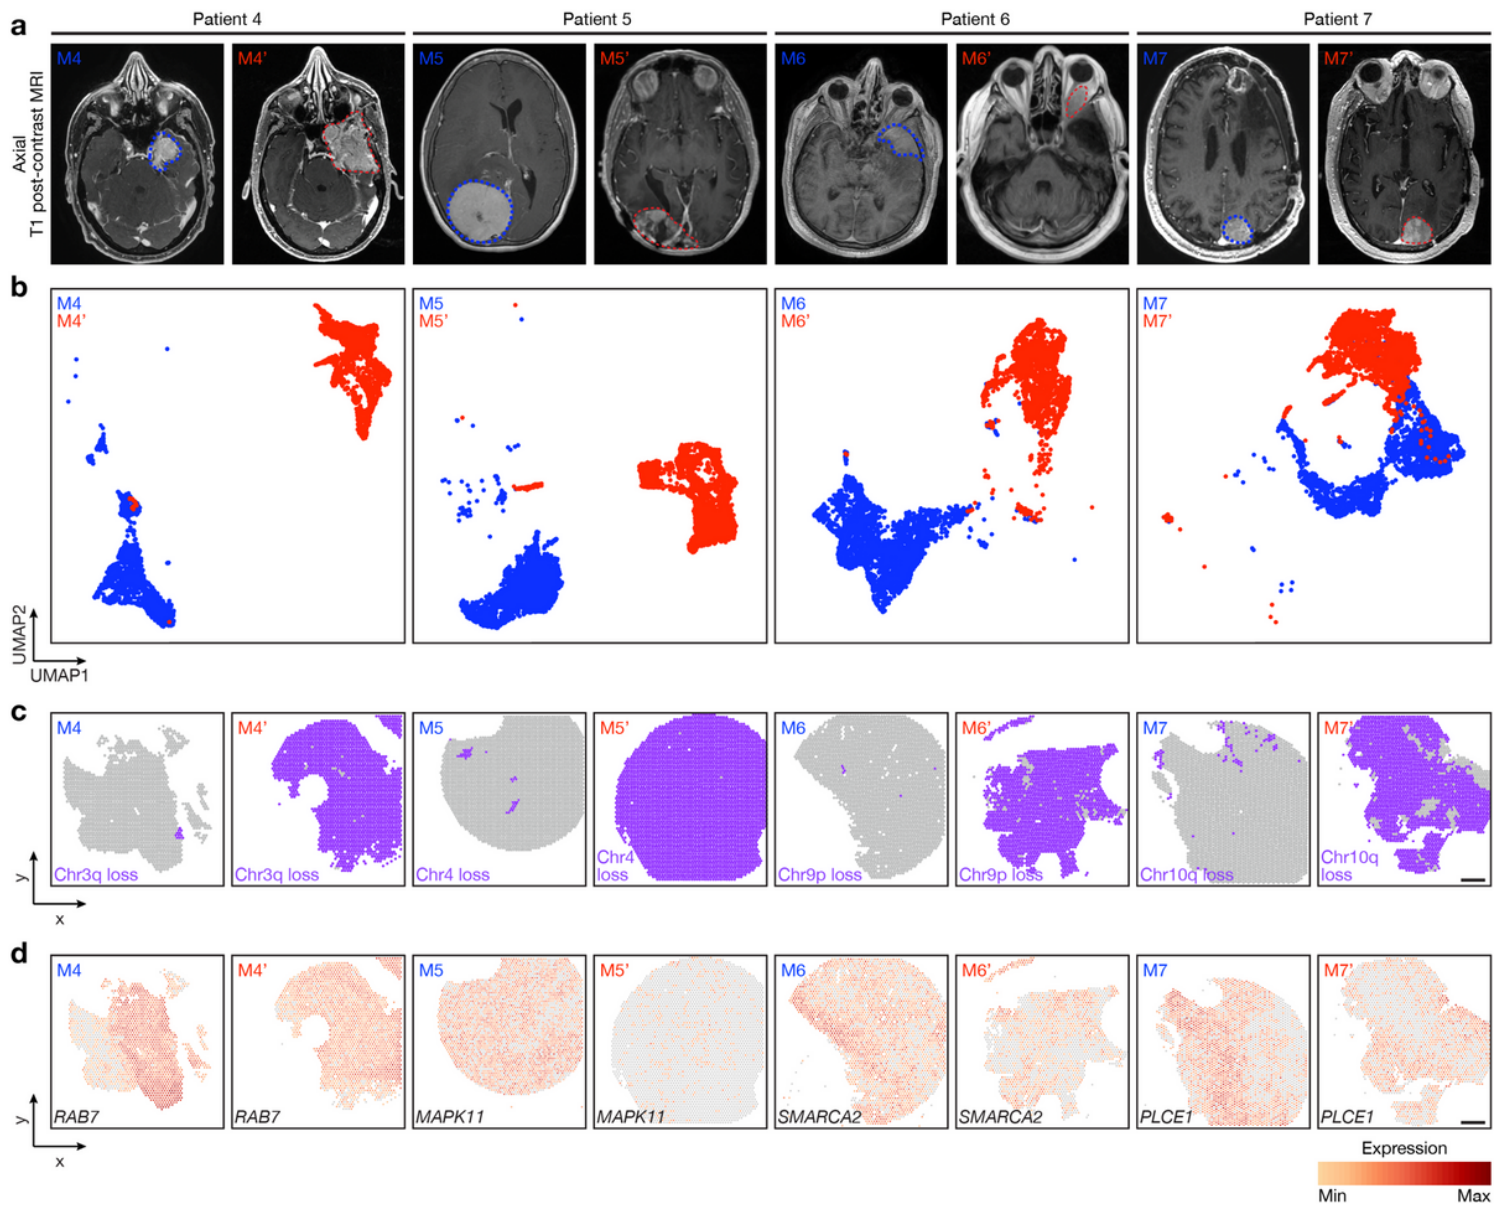 Patient 4 Patient 5 Patient 6 Patient 7
a
Axial
T1 post-contrast MRI
M4 M4’ M5 M5’ M6 M6’ M7 M7’
b
M4 M5 M6 M7
M4’ M5’ M6’ M7’
UMAP2
UMAP1
c
M4 M4’ M5 M5’ M6 M6’ M7 M7’
Chr3q loss Chr3q loss Chr4 loss Chr4 loss Chr9p loss Chr9p loss Chr10q loss Chr10q loss
y
x
d
M4 M4’ M5 M5’ M6 M6’ M7 M7’
RAB7 RAB7 MAPK11 MAPK11 SMARCA2 SMARCA2 PLCE1 PLCE1
y
x
Expression
Min Max